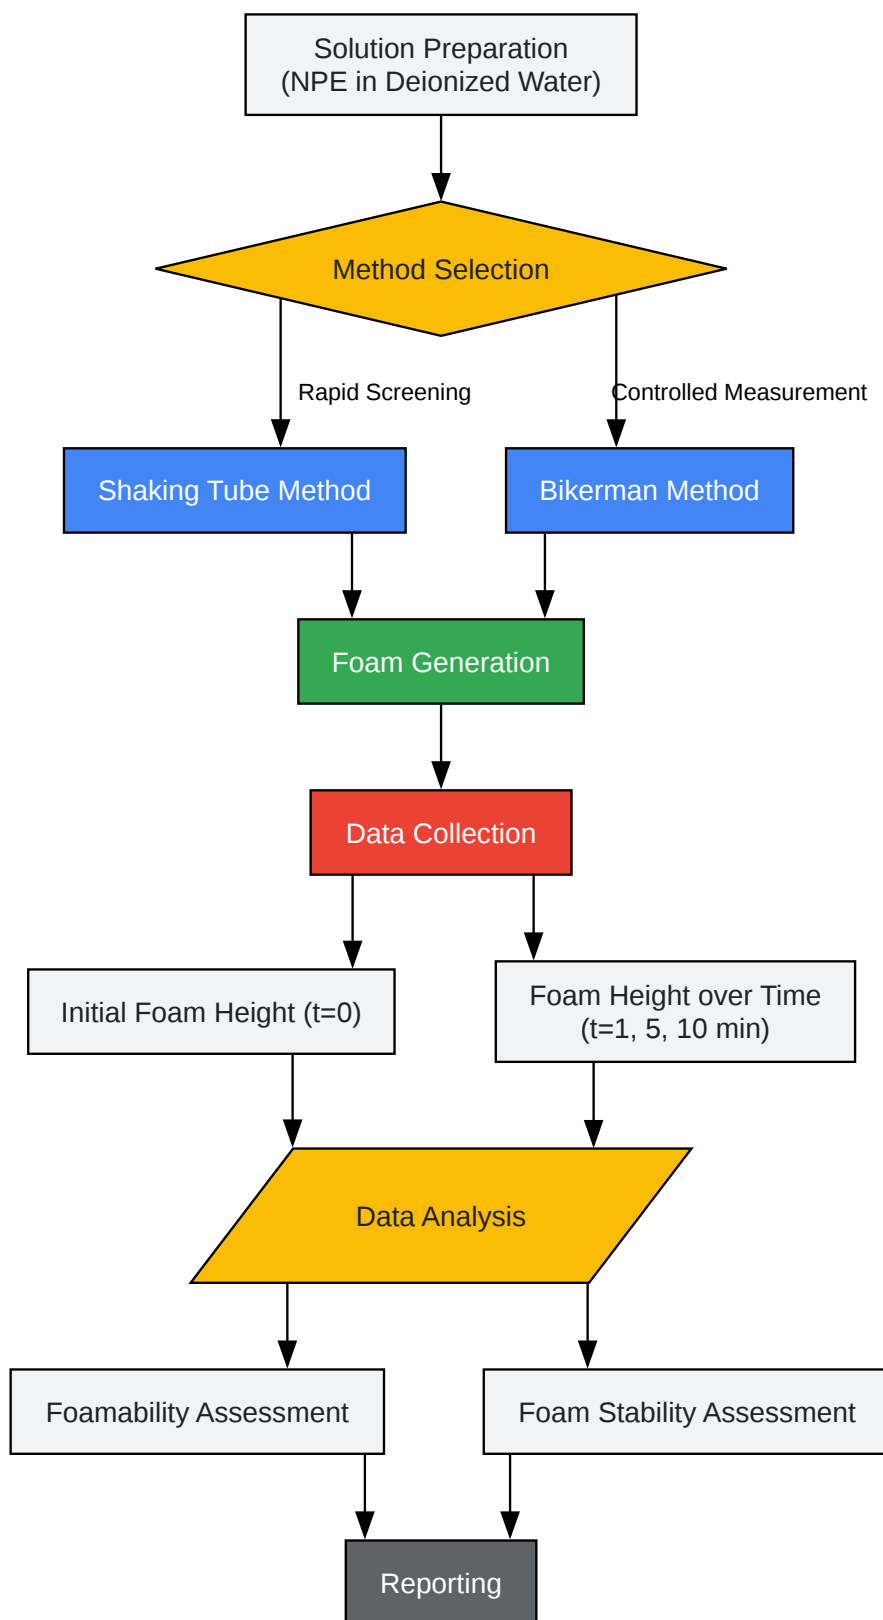 Solution Preparation
(NPE in Deionized Water)
Method Selection
Rapid Screening
Controlled Measurement
Shaking Tube Method
Bikerman Method
Foam Generation
Data Collection
Initial Foam Height (t=0)
Foam Height over Time
(t=1, 5, 10 min)
Data Analysis
Foamability Assessment
Foam Stability Assessment
Reporting